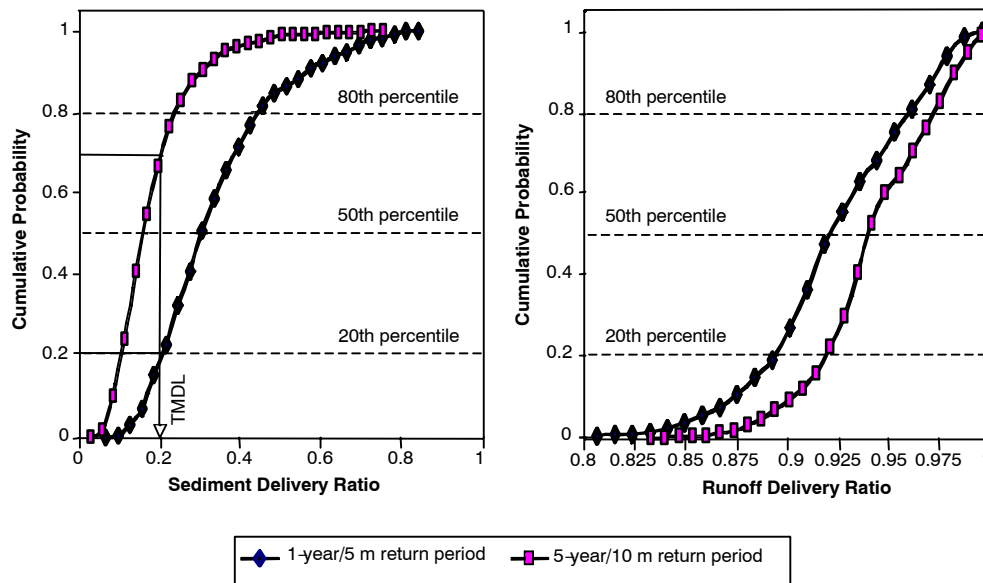 Cumulative Probability
1
0.8
0.6
0.4
0.2
0
80th percentile
50th percentile
20th percentile
TMDL
0 0.2 0.4 0.6 0.8 1
Sediment Delivery Ratio
Cumulative Probability
1
0.8
0.6
0.4
0.2
0
80th percentile
50th percentile
20th percentile
0.8 0.825 0.85 0.875 0.9 0.925 0.95 0.975
Runoff Delivery Ratio
1-year/5 m return period 5-year/10 m return period